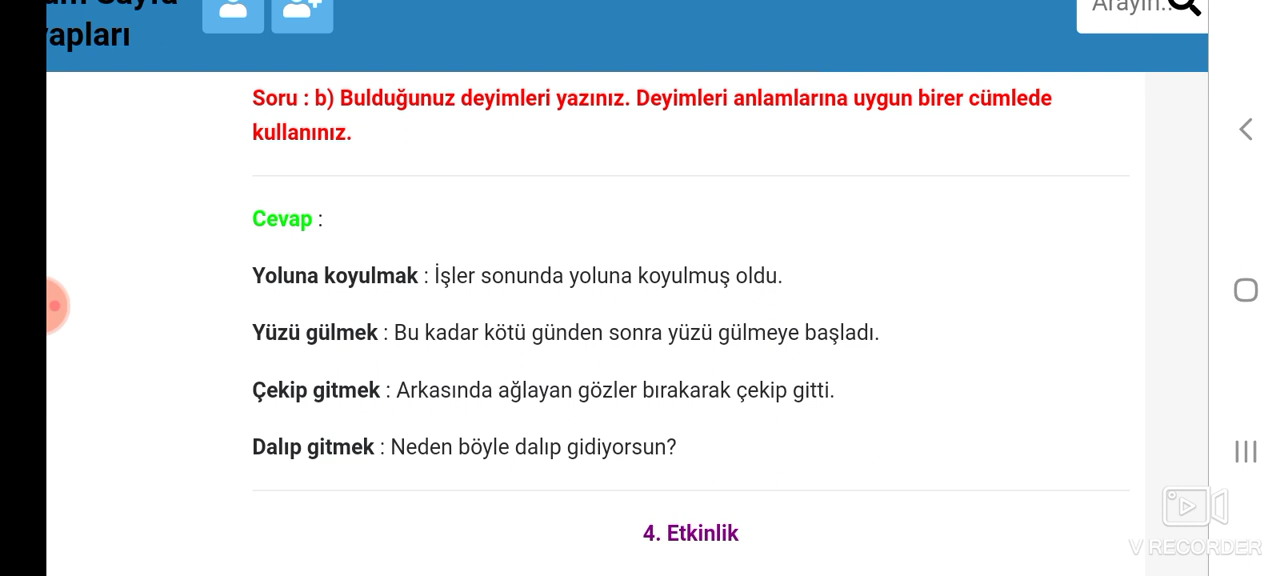 Sayfa
Arayın..
Soru : b) Bulduğunuz deyimleri yazınız. Deyimleri anlamlarına uygun birer cümlede
kullanınız.
Cevap :
Yoluna koyulmak : İşler sonunda yoluna koyulmuş oldu.
Yüzü gülmek : Bu kadar kötü günden sonra yüzü gülmeye başladı.
Çekip gitmek : Arkasında ağlayan gözler bırakarak çekip gitti.
Dalıp gitmek : Neden böyle dalıp gidiyorsun?
4. Etkinlik
V RECORDER